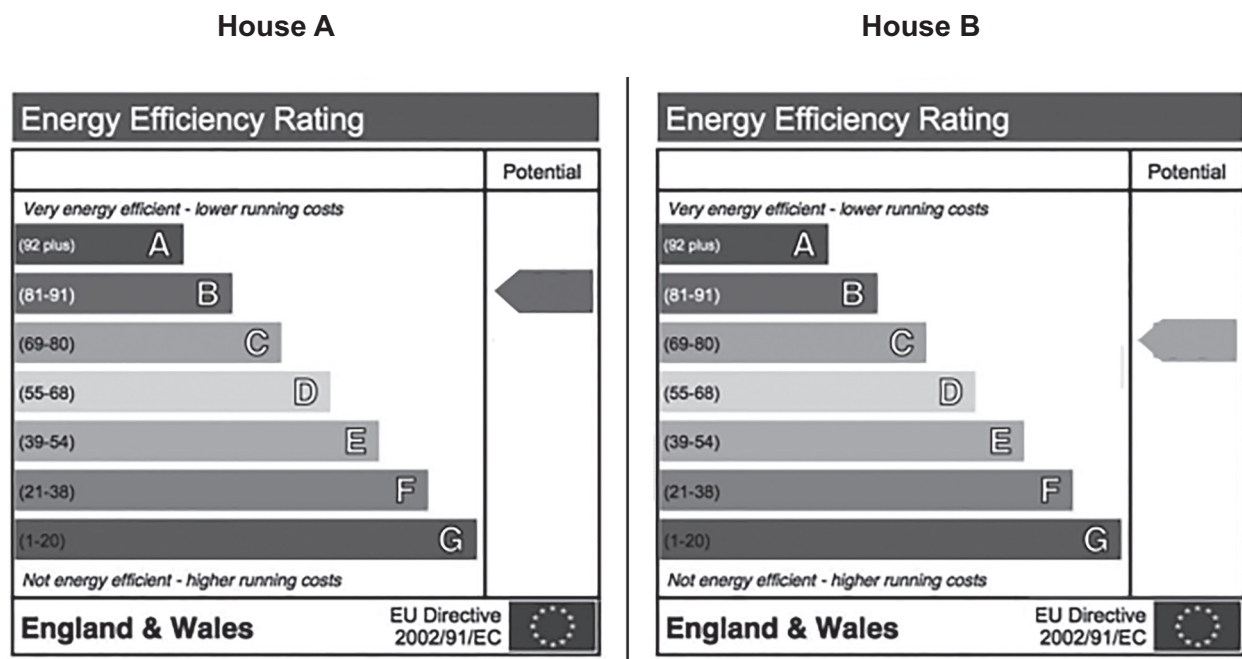 House A
Energy Efficiency Rating
Potential
Very energy efficient - lower running costs
(92 plus) A
(81-91) B
(69-80) C
(55-68) D
(39-54) E
(21-38) F
(1-20) G
Not energy efficient - higher running costs
England & Wales
EU Directive
2002/91/EC
House B
Energy Efficiency Rating
Potential
Very energy efficient - lower running costs
(92 plus) A
(81-91) B
(69-80) C
(55-68) D
(39-54) E
(21-38) F
(1-20) G
Not energy efficient - higher running costs
England & Wales
EU Directive
2002/91/EC